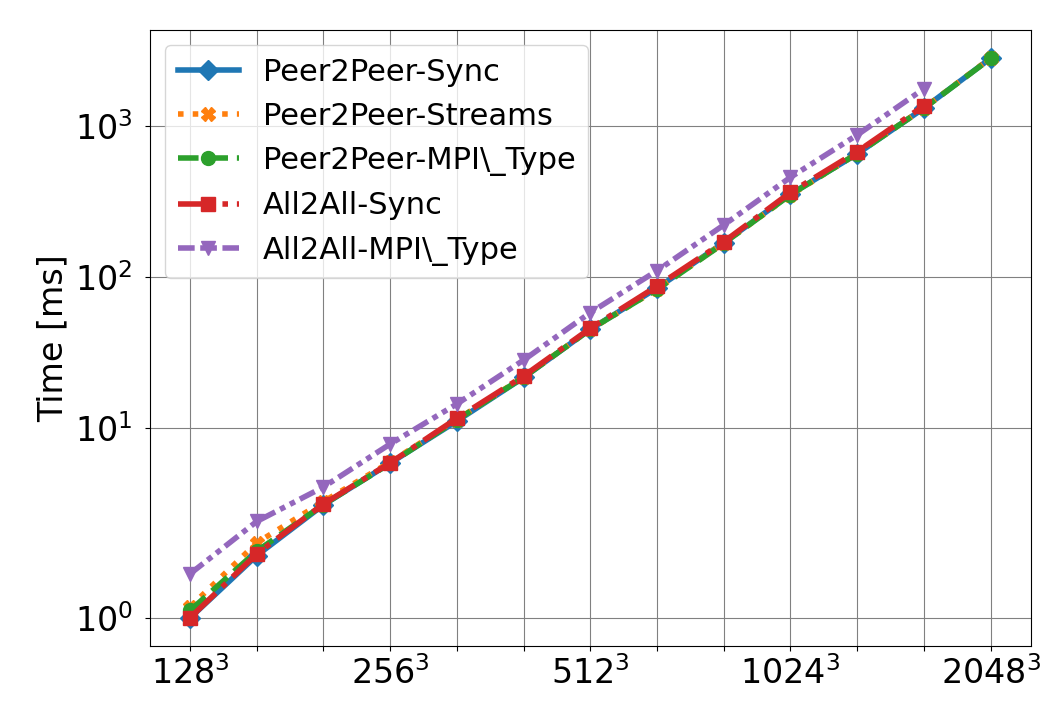 Peer2Peer-Sync
Peer2Peer-Streams
Peer2Peer-MPI\_Type
All2All-Sync
All2All-MPI\_Type
Time [ms]
10³
10²
10¹
10⁰
128³ 256³ 512³ 1024³ 2048³